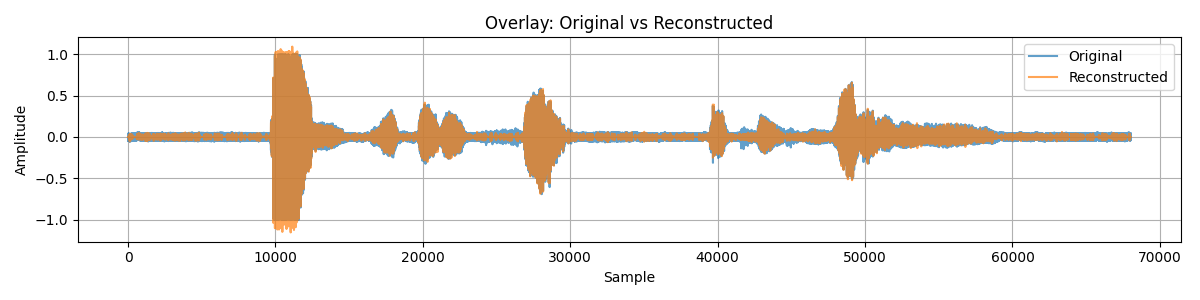 Overlay: Original vs Reconstructed
Original
Reconstructed
Amplitude
1.0
0.5
0.0
−0.5
−1.0
0 10000 20000 30000 40000 50000 60000 70000
Sample